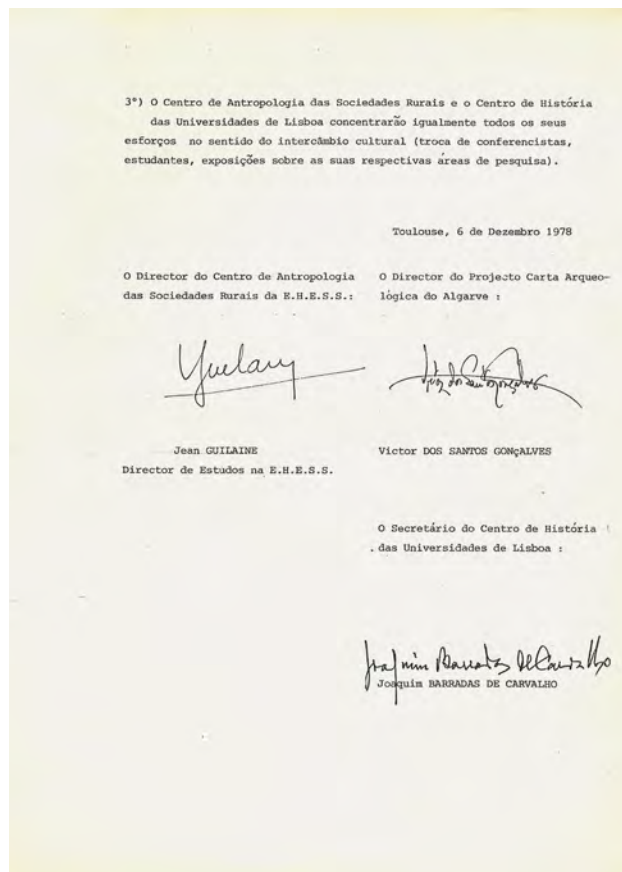 3º) O Centro de Antropologia das Sociedades Rurais e o Centro de História
das Universidades de Lisboa concentrarão igualmente todos os seus
esforços no sentido do intercâmbio cultural (troca de conferencistas,
estudantes, exposições sobre as suas respectivas áreas de pesquisa).
Toulouse, 6 de Dezembro 1978
O Director do Centro de Antropologia
das Sociedades Rurais da E.H.E.S.S.:
O Director do Projecto Carta Arqueo-
lógica do Algarve :
Jean GUILAINE
Director de Estudos na E.H.E.S.S.
Victor DOS SANTOS GONçALVES
O Secretário do Centro de História
das Universidades de Lisboa :
Joaquim Barradas de Carvalho
Joaquim BARRADAS DE CARVALHO